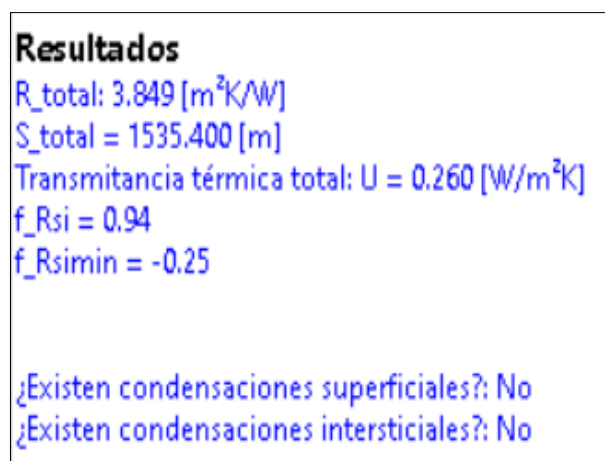 Resultados
R_total: 3.849 [m²K/W]
S_total = 1535.400 [m]
Transmitancia térmica total: U = 0.260 [W/m²K]
f_Rsi = 0.94
f_Rsimin = -0.25
¿Existen condensaciones superficiales?: No
¿Existen condensaciones intersticiales?: No